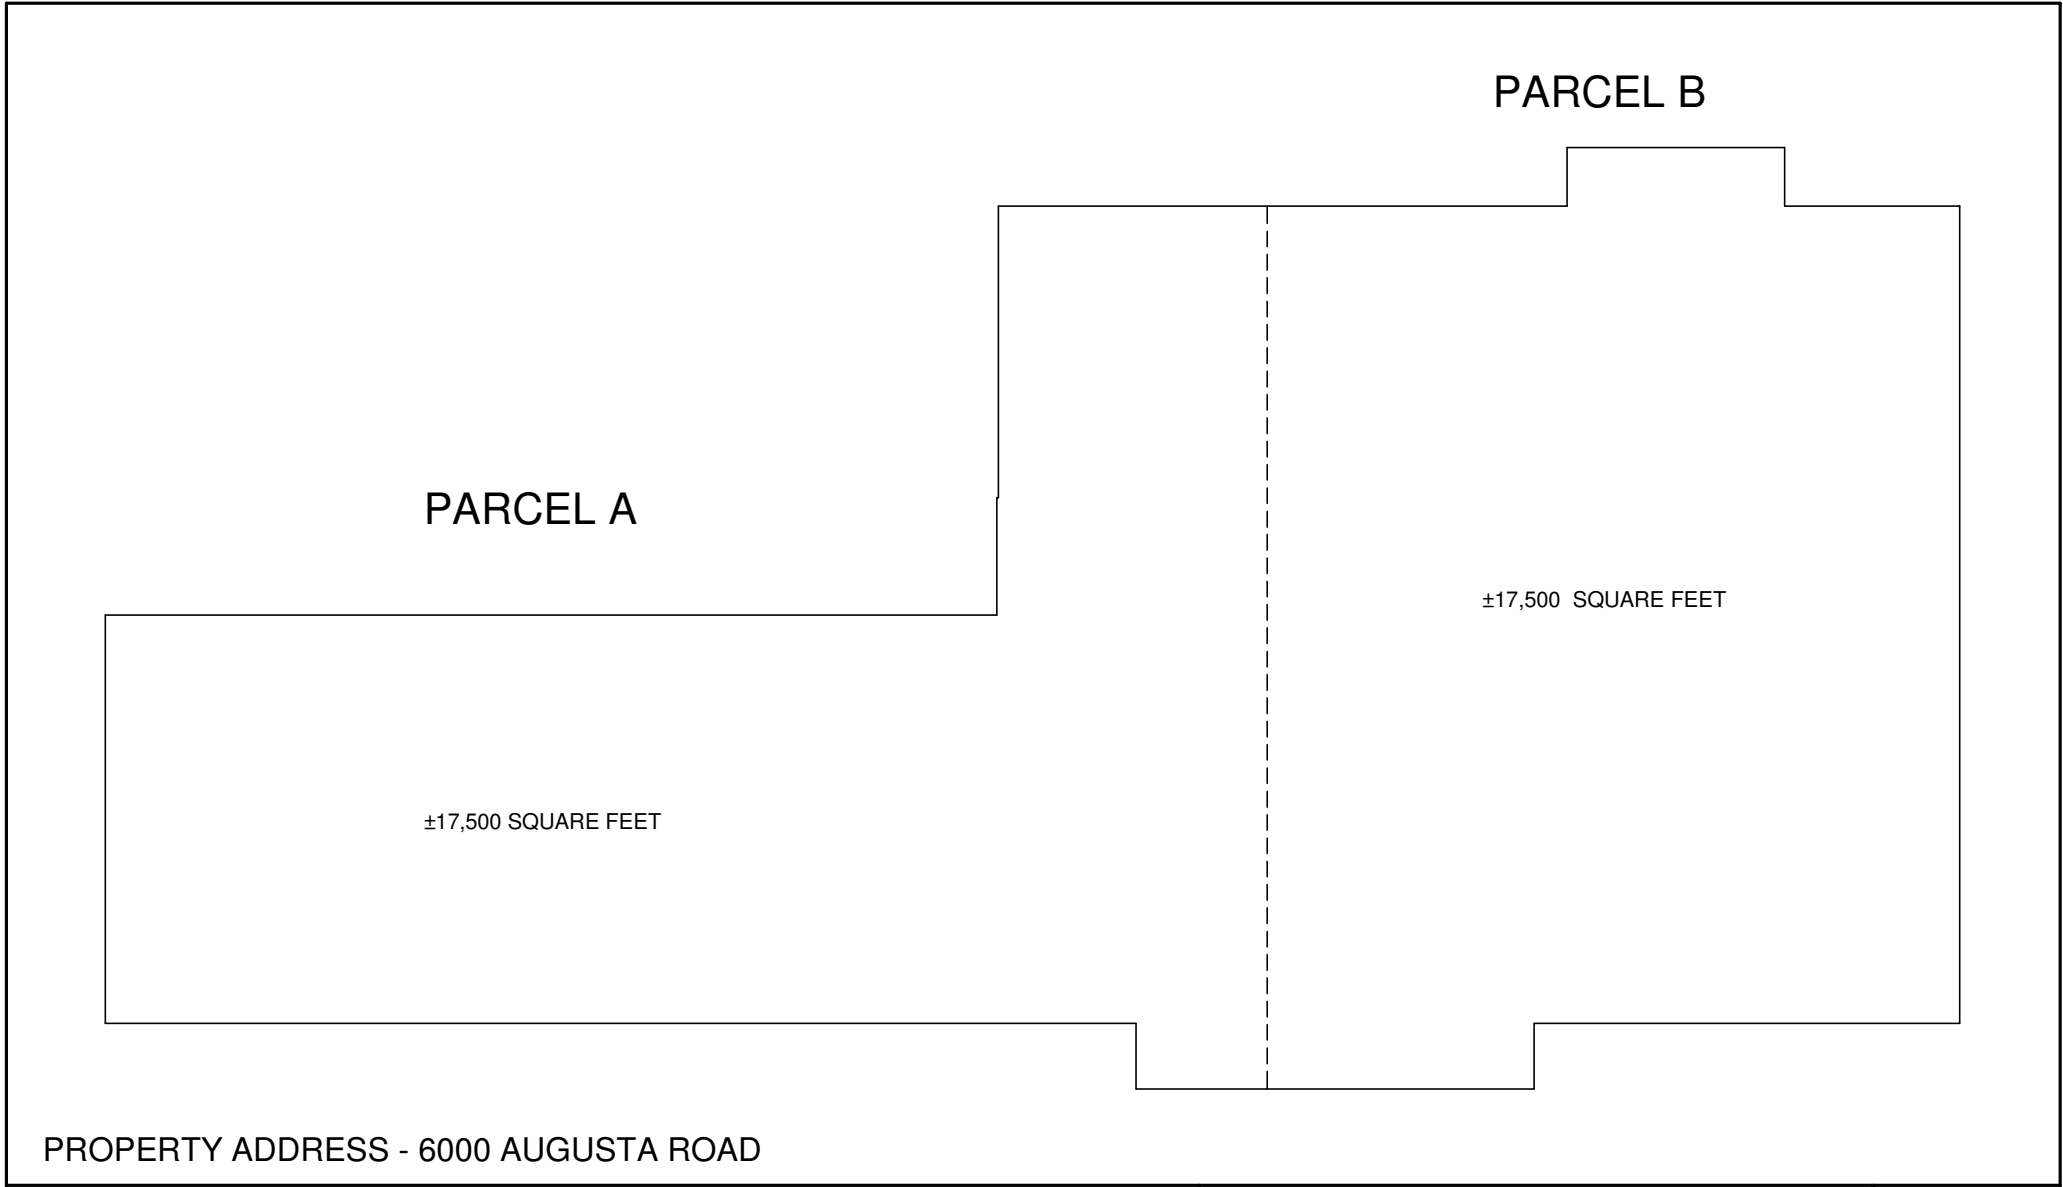 PARCEL B
PARCEL A
±17,500 SQUARE FEET
±17,500 SQUARE FEET
PROPERTY ADDRESS - 6000 AUGUSTA ROAD